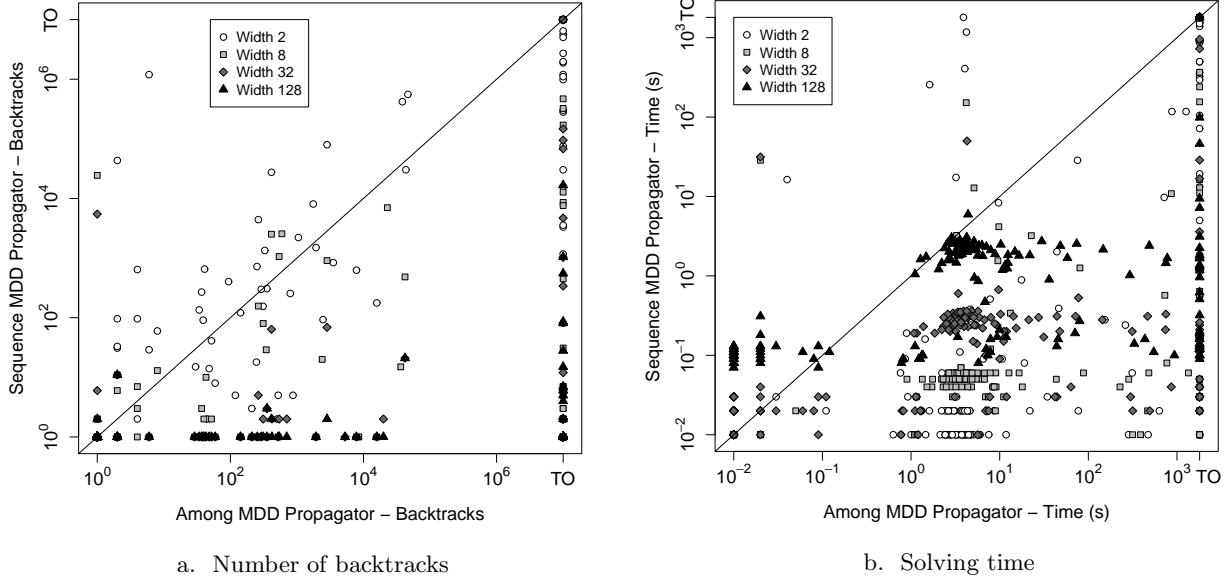 Sequence MDD Propagator – Backtracks
TO
10^6
10^4
10^2
10^0
Width 2
Width 8
Width 32
Width 128
10^0 10^2 10^4 10^6 TO
Among MDD Propagator – Backtracks
a. Number of backtracks
Sequence MDD Propagator – Time (s)
TO
10^3
10^2
10^1
10^0
10^−1
10^−2
Width 2
Width 8
Width 32
Width 128
10^−2 10^−1 10^0 10^1 10^2 10^3 TO
Among MDD Propagator – Time (s)
b. Solving time